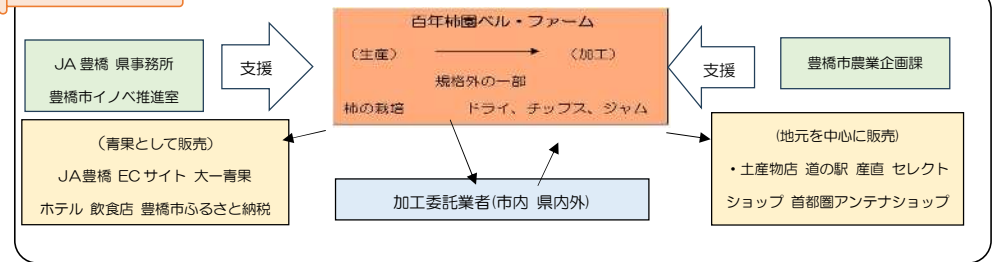 百年柿園ベル・ファーム
(生産) (加工)
規格外の一部
柿の栽培 ドライ、チップス、ジャム
JA 豊橋 県事務所
豊橋市イノベ推進室
支援
支援
豊橋市農業企画課
(青果として販売)
JA豊橋 ECサイト 大一青果
ホテル 飲食店 豊橋市ふるさと納税
加工委託業者(市内 県内外)
(地元を中心に販売)
・土産物店 道の駅 産直 セレクト
ショップ 首都圏アンテナショップ